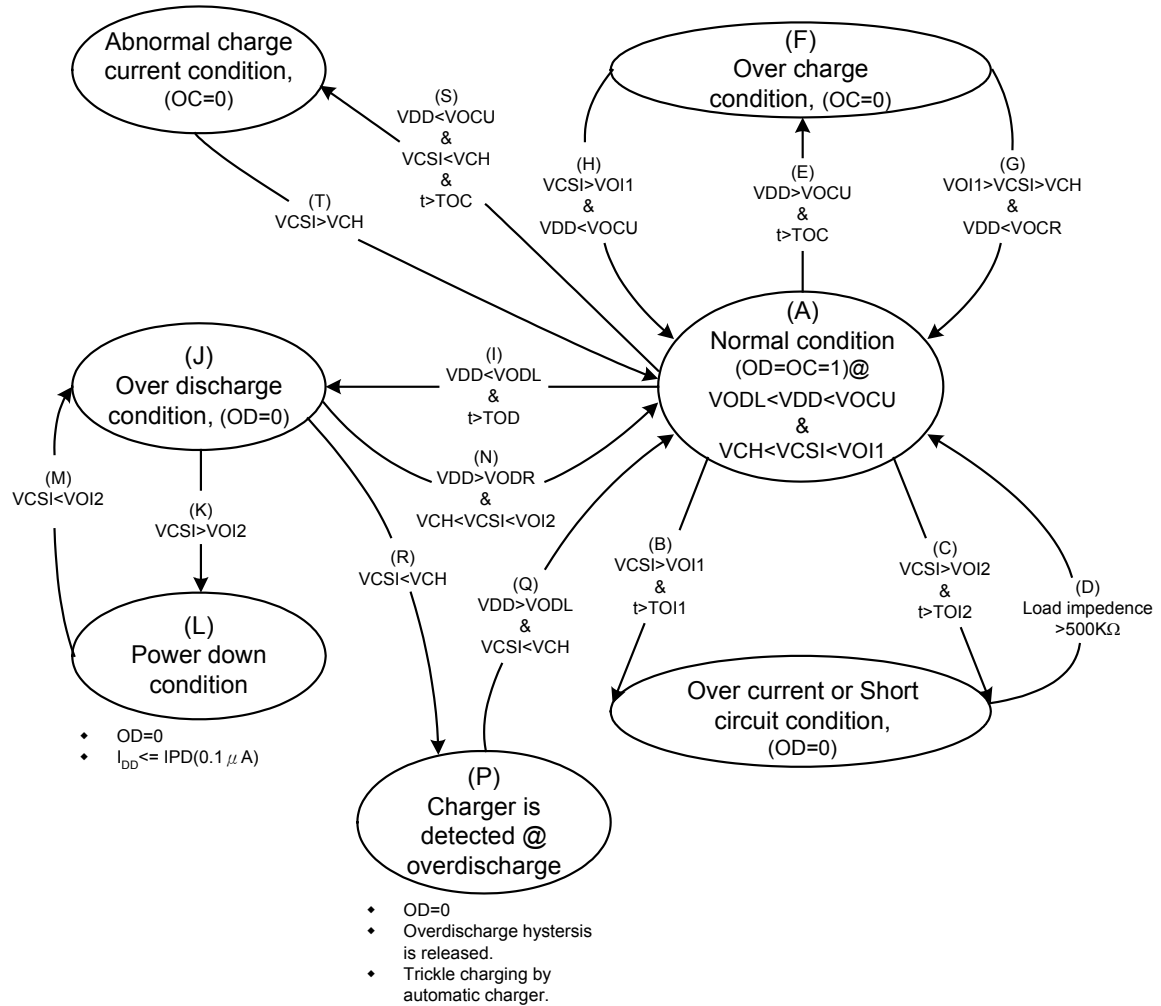 Abnormal charge
current condition,
(OC=0)
(F)
Over charge
condition, (OC=0)
(S)
VDD<VOCU
&
VCSI<VCH
&
t>TOC
(H)
VCSI>VOI1
&
VDD<VOCU
(E)
VDD>VOCU
&
t>TOC
(G)
VOI1>VCSI>VCH
&
VDD<VOCR
(T)
VCSI>VCH
(A)
Normal condition
(OD=OC=1)@
VODL<VDD<VOCU
&
VCH<VCSI<VOI1
(J)
Over discharge
condition, (OD=0)
(I)
VDD<VODL
&
t>TOD
(N)
VDD>VODR
&
VCH<VCSI<VOI2
(M)
VCSI<VOI2
(K)
VCSI>VOI2
(R)
VCSI<VCH
(Q)
VDD>VODL
&
VCSI<VCH
(B)
VCSI>VOI1
&
t>TOI1
(C)
VCSI>VOI2
&
t>TOI2
(D)
Load impedence
>500KΩ
(L)
Power down
condition
◆ OD=0
◆ IDD<= IPD(0.1 μ A)
Over current or Short
circuit condition,
(OD=0)
(P)
Charger is
detected @
overdischarge
◆ OD=0
◆ Overdischarge hystersis
is released.
◆ Trickle charging by
automatic charger.